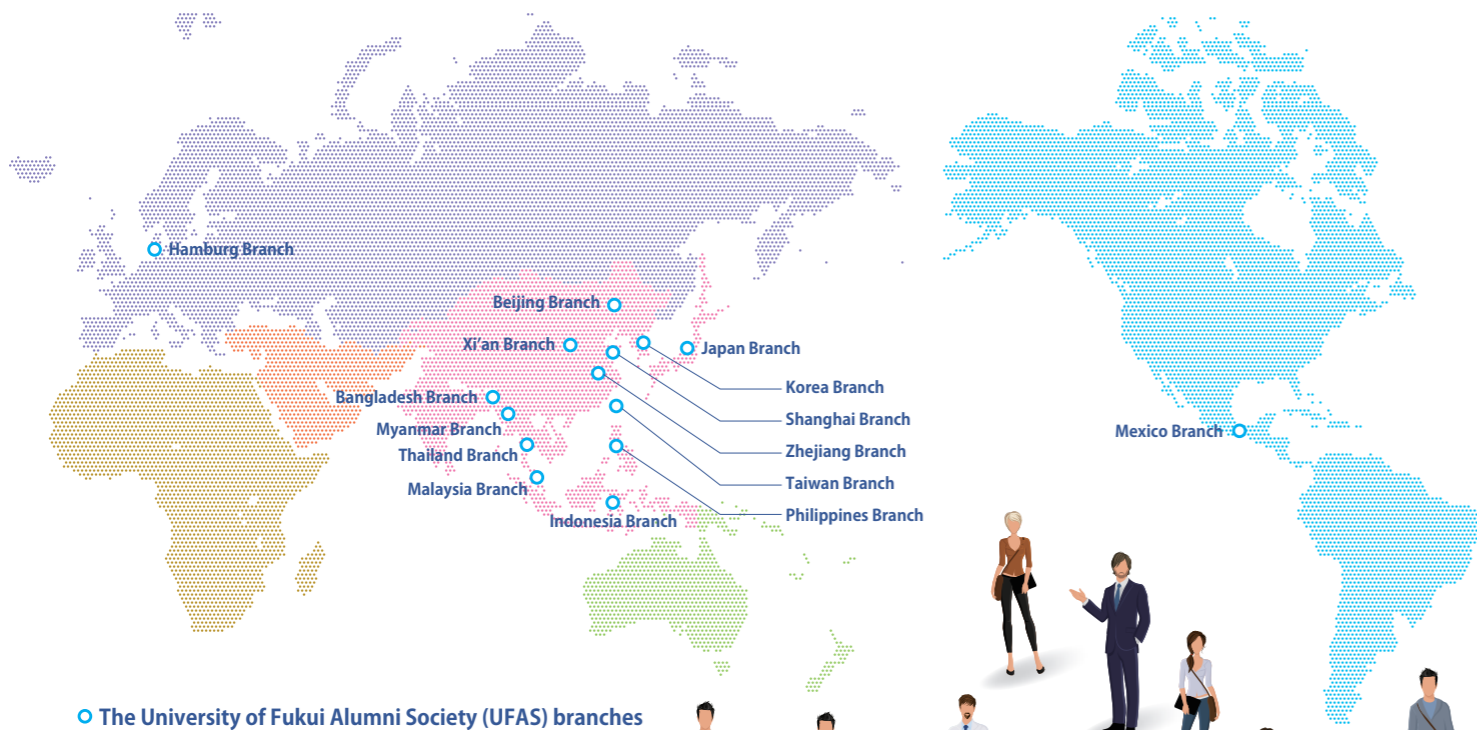 Hamburg Branch
Beijing Branch
Xi'an Branch
Japan Branch
Korea Branch
Bangladesh Branch
Shanghai Branch
Myanmar Branch
Mexico Branch
Zhejiang Branch
Thailand Branch
Taiwan Branch
Malaysia Branch
Philippines Branch
Indonesia Branch
The University of Fukui Alumni Society (UFAS) branches